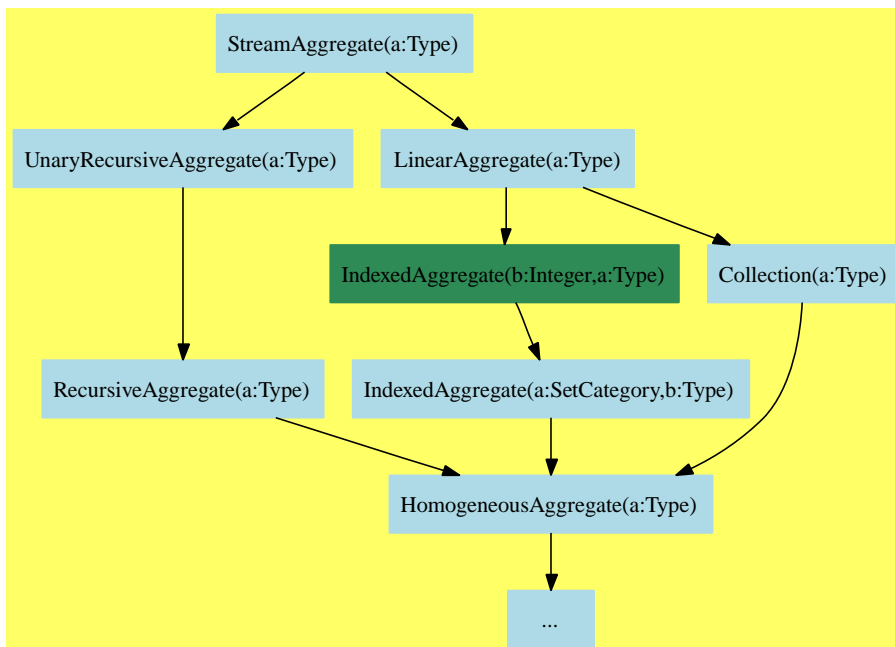 StreamAggregate(a:Type)
UnaryRecursiveAggregate(a:Type)
LinearAggregate(a:Type)
IndexedAggregate(b:Integer,a:Type)
Collection(a:Type)
RecursiveAggregate(a:Type)
IndexedAggregate(a:SetCategory,b:Type)
HomogeneousAggregate(a:Type)
...